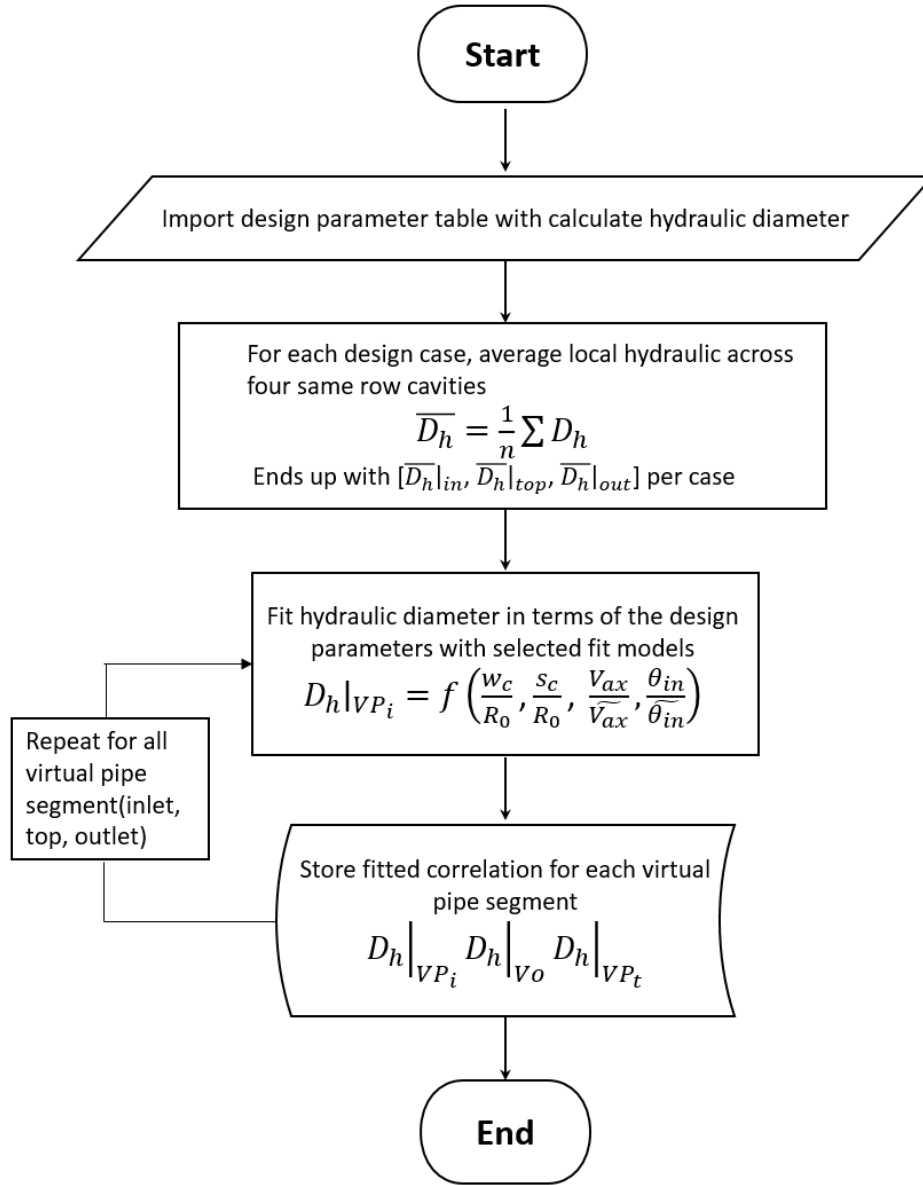 Start
Import design parameter table with calculate hydraulic diameter
For each design case, average local hydraulic across
four same row cavities
$\overline{D_h} = \frac{1}{n} \sum D_h$
Ends up with $[\overline{D_h}|_{in}, \overline{D_h}|_{top}, \overline{D_h}|_{out}]$ per case
Fit hydraulic diameter in terms of the design
parameters with selected fit models
$D_h|_{VP_i} = f\left(\frac{w_c}{R_0}, \frac{s_c}{R_0}, \frac{V_{ax}}{\widetilde{V_{ax}}}, \frac{\theta_{in}}{\widetilde{\theta_{in}}}\right)$
Repeat for all
virtual pipe
segment(inlet,
top, outlet)
Store fitted correlation for each virtual
pipe segment
$D_h|_{VP_i} D_h|_{Vo} D_h|_{VP_t}$
End